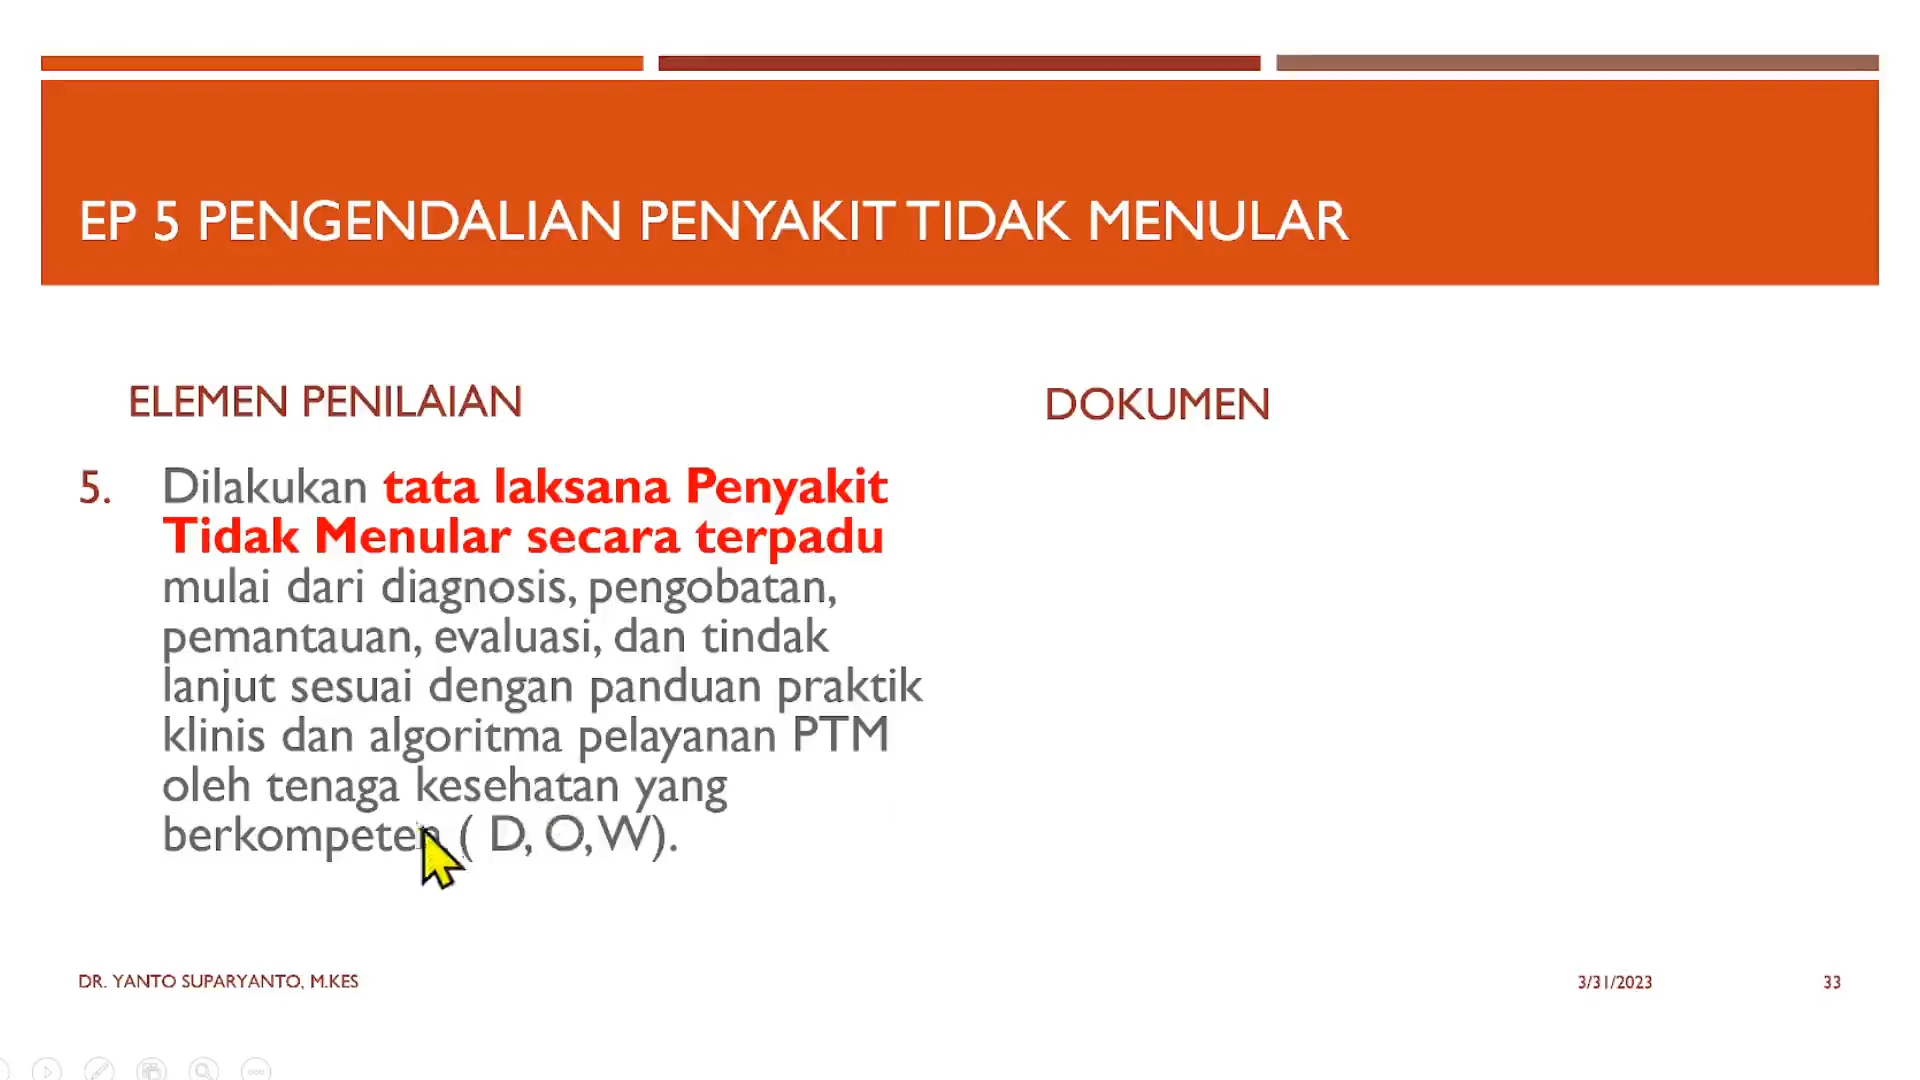 EP 5 PENGENDALIAN PENYAKIT TIDAK MENULAR
ELEMEN PENILAIAN
5. Dilakukan tata laksana Penyakit
Tidak Menular secara terpadu
mulai dari diagnosis, pengobatan,
pemantauan, evaluasi, dan tindak
lanjut sesuai dengan panduan praktik
klinis dan algoritma pelayanan PTM
oleh tenaga kesehatan yang
berkompeten ( D, O, W).
DOKUMEN
DR. YANTO SUPARYANTO, M.KES
3/31/2023
33